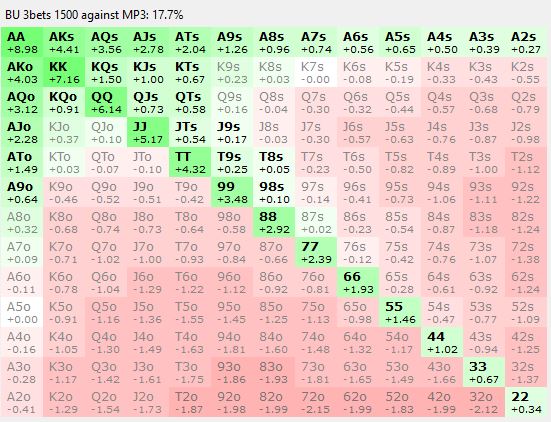 BU 3bets 1500 against MP3: 17.7%
AA AKs AQs AJs ATs A9s A8s A7s A6s A5s A4s A3s A2s
+8.98 +4.41 +3.56 +2.78 +2.04 +1.26 +0.96 +0.74 +0.56 +0.65 +0.50 +0.39 +0.27
AKo KK KQs KJs KTs K9s K8s K7s K6s K5s K4s K3s K2s
+4.03 +7.16 +1.50 +1.00 +0.67 +0.23 +0.03 -0.00 -0.08 -0.19 -0.33 -0.43 -0.55
AQo KQo QQ QJs QTs Q9s Q8s Q7s Q6s Q5s Q4s Q3s Q2s
+3.12 +0.91 +6.14 +0.73 +0.58 +0.16 -0.04 -0.30 -0.32 -0.44 -0.57 -0.68 -0.79
AJo KJo QJo JJ JTs J9s J8s J7s J6s J5s J4s J3s J2s
+2.28 +0.37 +0.10 +5.17 +0.54 +0.17 -0.03 -0.30 -0.57 -0.63 -0.76 -0.87 -0.98
ATo KTo QTo JTo TT T9s T8s T7s T6s T5s T4s T3s T2s
+1.49 +0.03 -0.07 -0.10 +4.32 +0.25 +0.05 -0.23 -0.50 -0.82 -0.89 -1.00 -1.12
A9o K9o Q9o J9o T9o 99 98s 97s 96s 95s 94s 93s 92s
+0.64 -0.46 -0.52 -0.51 -0.42 +3.48 +0.10 -0.14 -0.41 -0.73 -1.06 -1.11 -1.22
A8o K8o Q8o J8o T8o 98o 88 87s 86s 85s 84s 83s 82s
+0.32 -0.68 -0.74 -0.73 -0.64 -0.58 +2.92 +0.02 -0.23 -0.54 -0.87 -1.18 -1.24
A7o K7o Q7o J7o T7o 97o 87o 77 76s 75s 74s 73s 72s
+0.09 -0.71 -1.02 -1.00 -0.93 -0.84 -0.66 +2.39 -0.12 -0.42 -0.76 -1.07 -1.38
A6o K6o Q6o J6o T6o 96o 86o 76o 66 65s 64s 63s 62s
-0.11 -0.78 -1.04 -1.29 -1.22 -1.12 -0.92 -0.81 +1.93 -0.28 -0.61 -0.92 -1.24
A5o K5o Q5o J5o T5o 95o 85o 75o 65o 55 54s 53s 52s
+0.00 -0.91 -1.16 -1.36 -1.55 -1.45 -1.25 -1.13 -0.98 +1.46 -0.47 -0.77 -1.09
A4o K4o Q4o J4o T4o 94o 84o 74o 64o 54o 44 43s 42s
-0.16 -1.05 -1.30 -1.49 -1.63 -1.81 -1.60 -1.48 -1.32 -1.17 +1.02 -0.94 -1.25
A3o K3o Q3o J3o T3o 93o 83o 73o 63o 53o 43o 33 32s
-0.28 -1.17 -1.42 -1.61 -1.75 -1.86 -1.93 -1.81 -1.65 -1.49 -1.66 +0.67 -1.37
A2o K2o Q2o J2o T2o 92o 82o 72o 62o 52o 42o 32o 22
-0.41 -1.29 -1.54 -1.73 -1.87 -1.98 -1.99 -2.15 -1.99 -1.83 -1.99 -2.12 +0.34